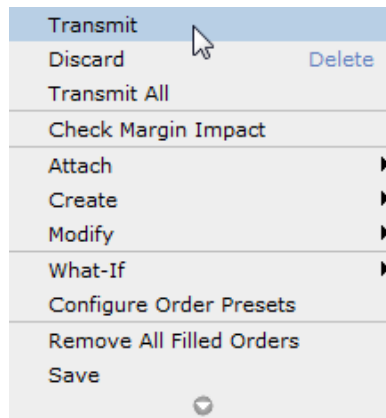 Transmit
Discard Delete
Transmit All
Check Margin Impact
Attach
Create
Modify
What-If
Configure Order Presets
Remove All Filled Orders
Save